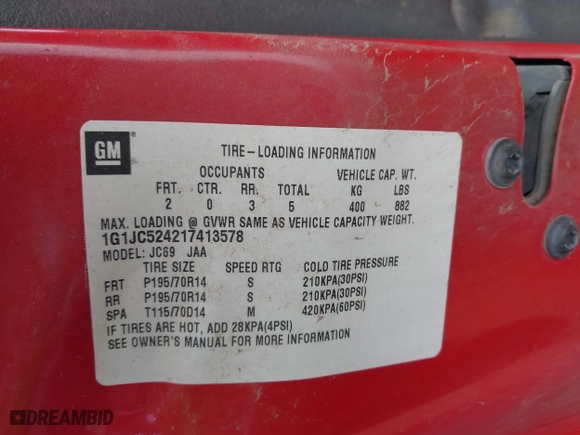 GM ®
TIRE-LOADING INFORMATION
OCCUPANTS VEHICLE CAP. WT.
FRT. CTR. RR. TOTAL KG LBS
2 0 3 5 400 882
MAX. LOADING @ GVWR SAME AS VEHICLE CAPACITY WEIGHT.
1G1JC524217413578
MODEL: JC69 JAA
TIRE SIZE SPEED RTG COLD TIRE PRESSURE
FRT P195/70R14 S 210KPA(30PSI)
RR P195/70R14 S 210KPA(30PSI)
SPA T115/70D14 M 420KPA(60PSI)
IF TIRES ARE HOT, ADD 28KPA(4PSI)
SEE OWNER'S MANUAL FOR MORE INFORMATION
DREAMBID